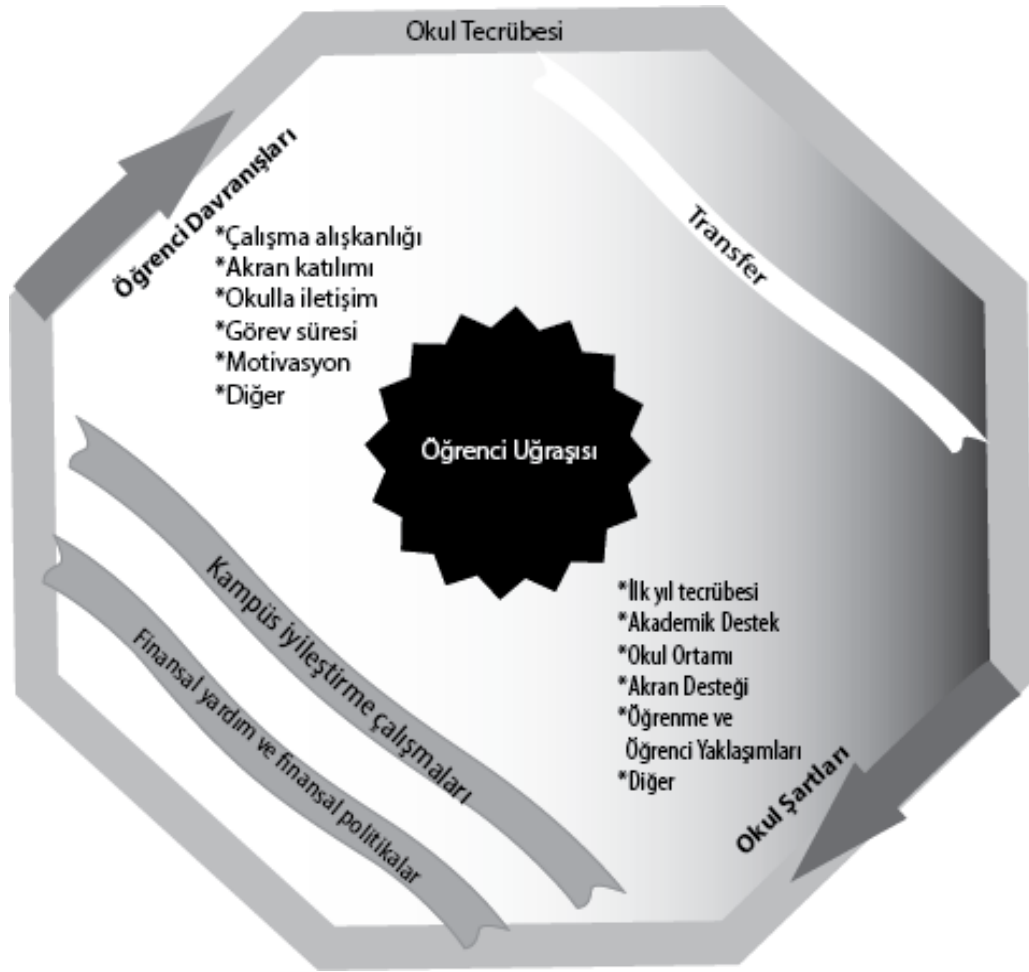 Okul Tecrübesi
Öğrenci Davranışları
*Çalışma alışkanlığı
*Akran katılımı
*Okulla iletişim
*Görev süresi
*Motivasyon
*Diğer
Transfer
Öğrenci Uğraşısı
Kampüs iyileştirme çalışmaları
Finansal yardım ve finansal politikalar
*İlk yıl tecrübesi
*Akademik Destek
*Okul Ortamı
*Akran Desteği
*Öğrenme ve
Öğrenci Yaklaşımları
*Diğer
Okul Şartları